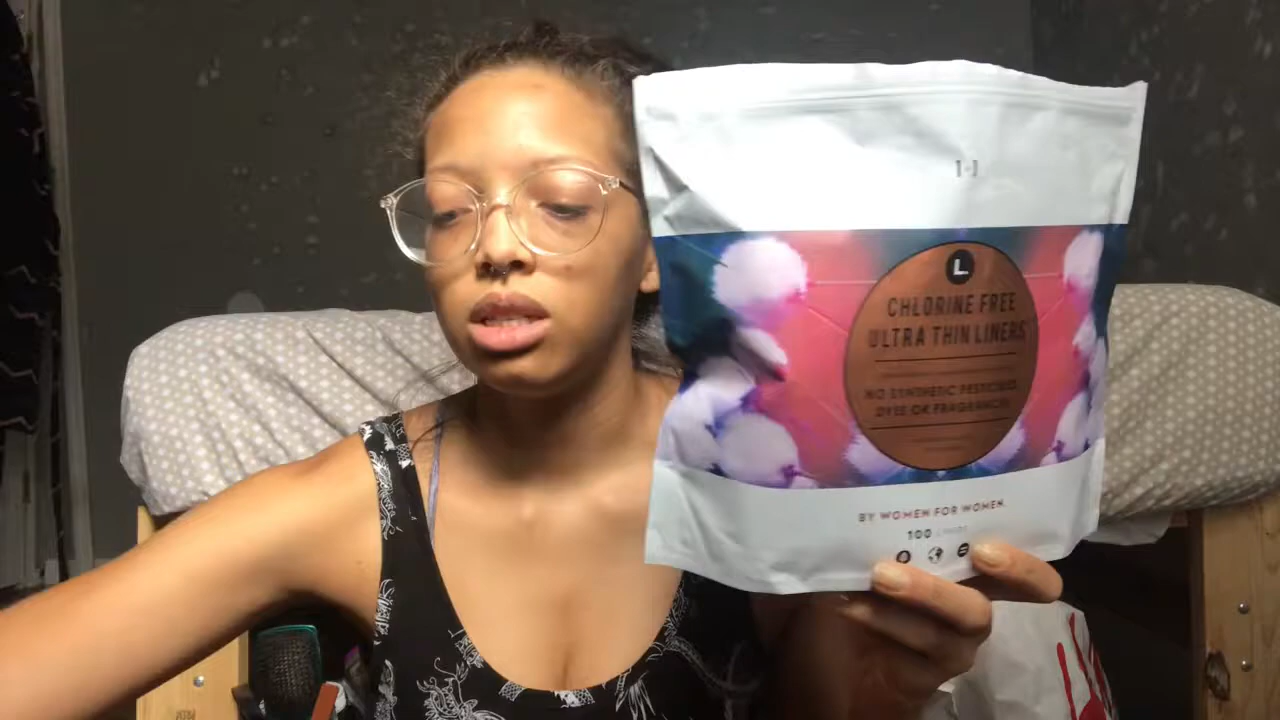 L.
CHLORINE FREE
ULTRA THIN LINERS
NO SYNTHETIC PESTICIDES,
DYES OR FRAGRANCES
BY WOMEN FOR WOMEN.
100